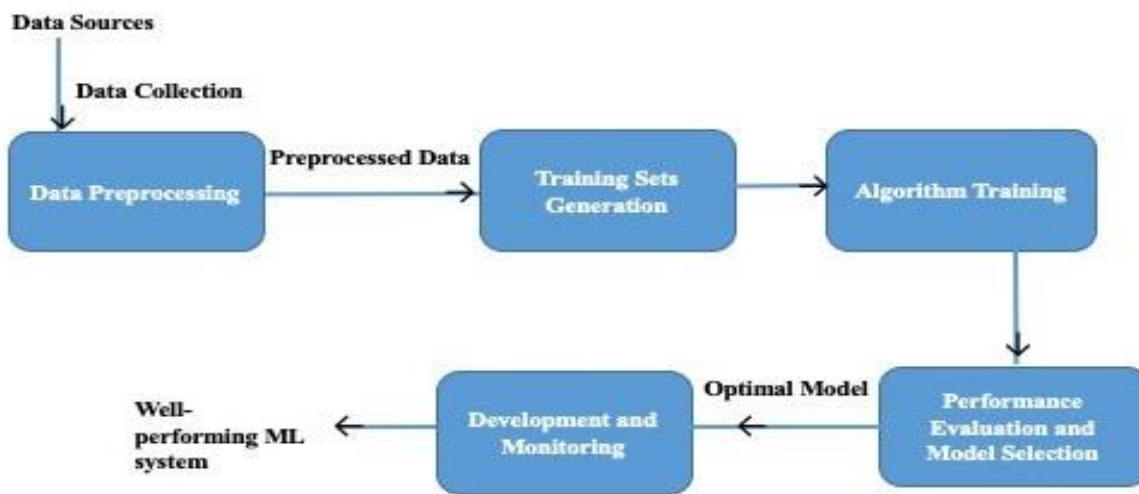 Data Sources
Data Collection
Data Preprocessing
Preprocessed Data
Training Sets
Generation
Algorithm Training
Performance
Evaluation and
Model Selection
Optimal Model
Development and
Monitoring
Well-
performing ML
system